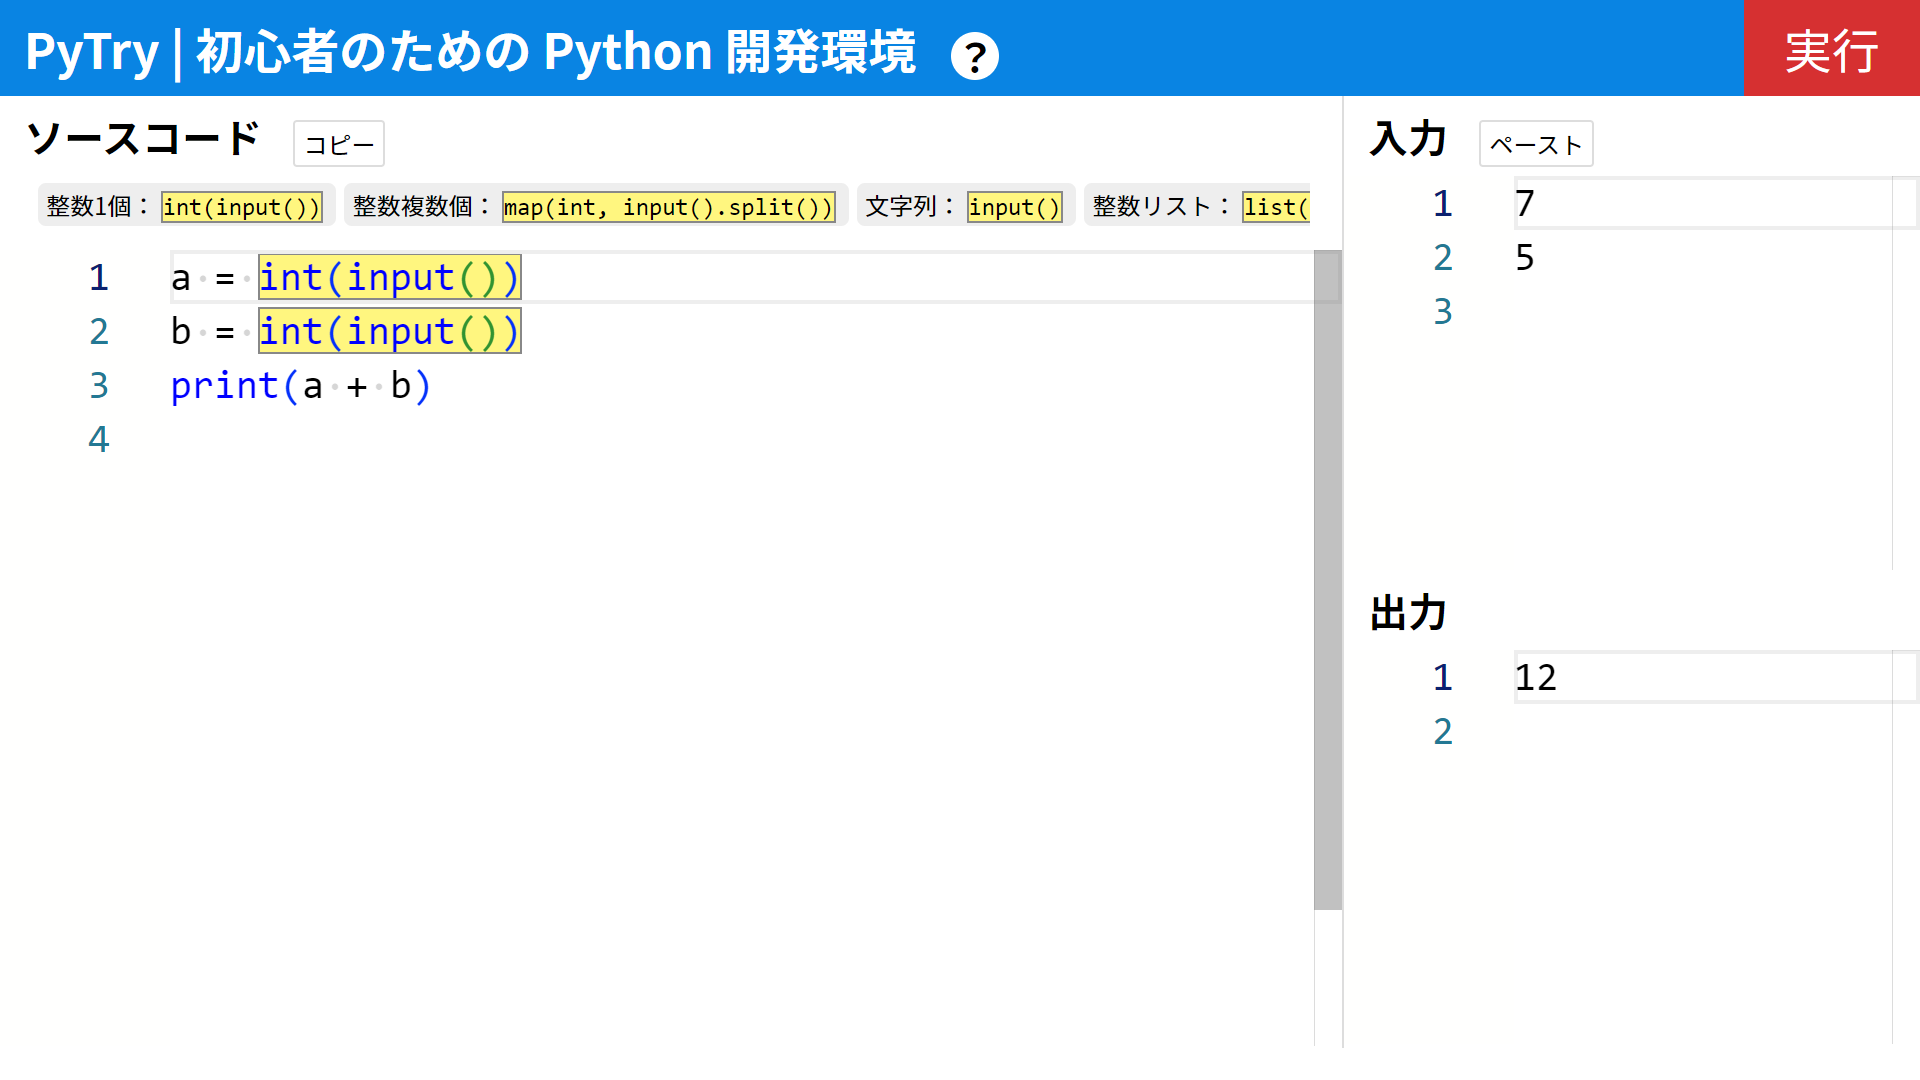 PyTry | 初心者のための Python 開発環境 ? 実行
ソースコード コピー
整数1個： int(input()) 整数複数個： map(int, input().split()) 文字列： input() 整数リスト： list(
1 a = int(input())
2 b = int(input())
3 print(a + b)
4
入力 ペースト
1 7
2 5
3
出力
1 12
2